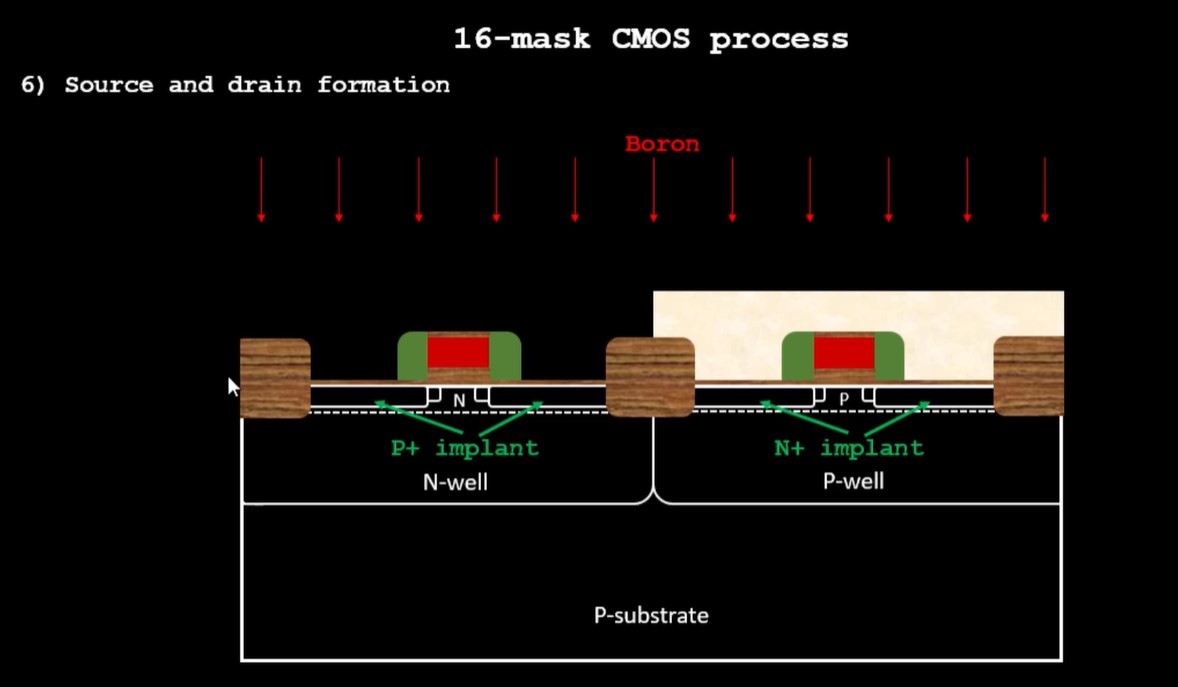 16-mask CMOS process
6) Source and drain formation
Boron
N
P
P+ implant
N+ implant
N-well
P-well
P-substrate